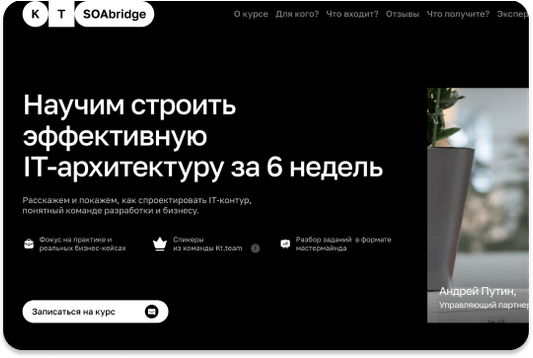 К Т SOAbridge
О курсе Для кого? Что входит? Отзывы Что получите?
Научим строить
эффективную
IT-архитектуру за 6 недель
Расскажем и покажем, как спроектировать IT-контур,
понятный команде разработки и бизнесу.
Фокус на практике и
реальных бизнес-кейсах
Спикеры
из команды Kt.team
Разбор заданий в формате
мастермайнда
Андрей Путин,
Управляющий партнер
Записаться на курс